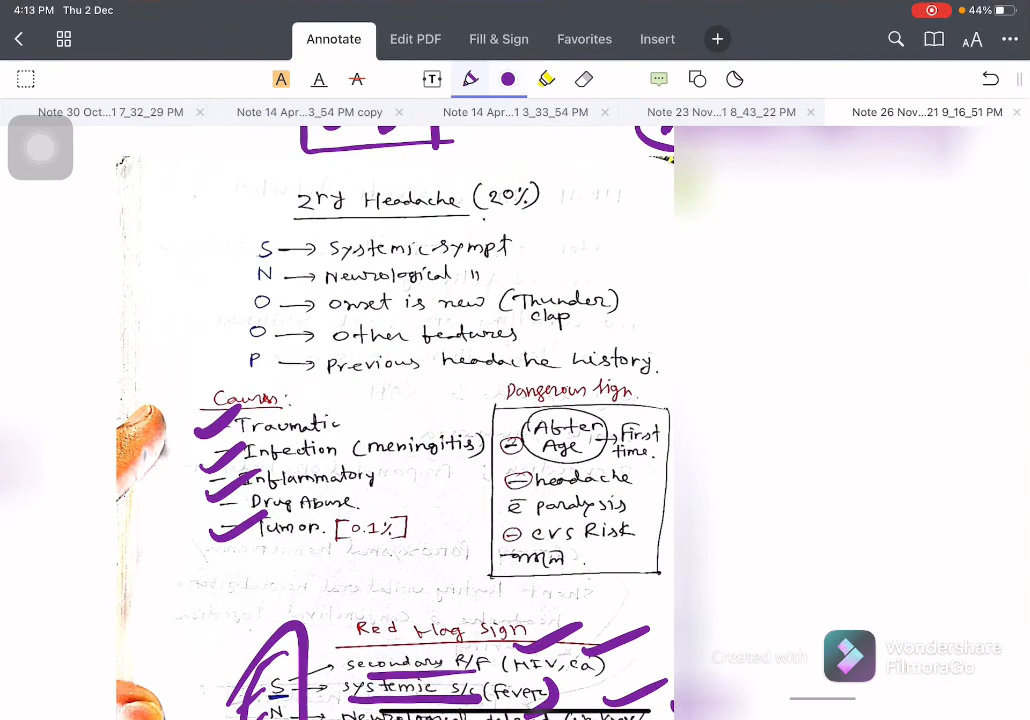 4:13 PM Thu 2 Dec
44%
Annotate Edit PDF Fill & Sign Favorites Insert
Note 30 Oct...1 7_32_29 PM
Note 14 Apr...3_54 PM copy
Note 14 Apr...1 3_33_54 PM
Note 23 Nov...1 8_43_22 PM
Note 26 Nov...21 9_16_51 PM
2ry Headache (20%)
S → Systemic sympt
N → Neurological "
O → onset is new (Thunder
clap)
O → other features
P → Previous headache history.
Causes:
- Traumatic
- Infection (meningitis)
- Inflammatory
- Drug Abuse.
- Tumor. [0.1%]
Dangerous sign.
- After Age → First time.
- headache
c̄ paralysis
- CVS Risk
Red flag sign
S → secondary R/F (HIV, ca)
→ systemic s/c (Fever)
N → Neurological
Created with
Wondershare
FilmoraGo